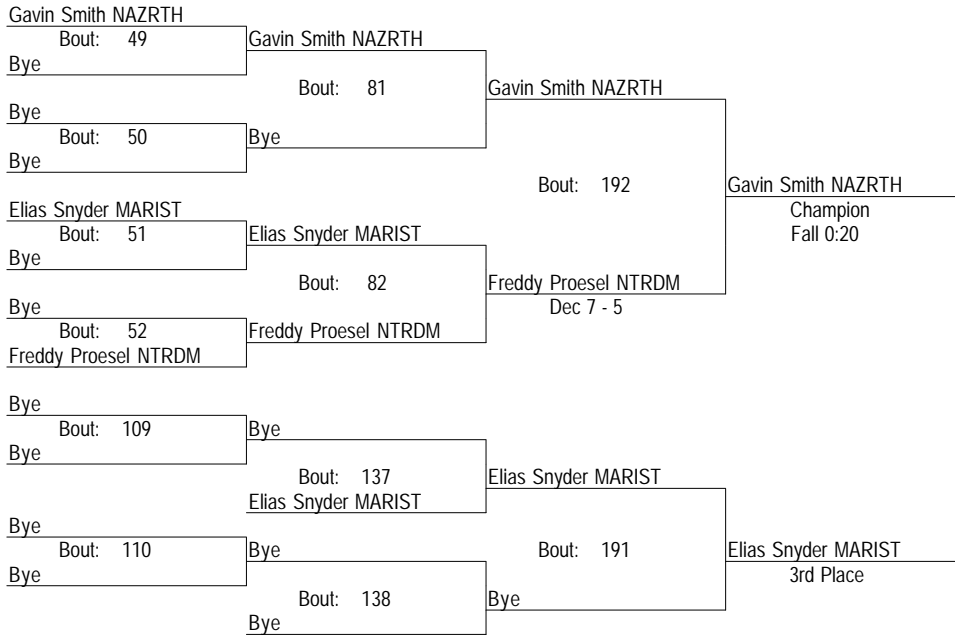 Gavin Smith NAZRTH
Bout: 49
Gavin Smith NAZRTH
Bye
Bout: 81
Gavin Smith NAZRTH
Bye
Bout: 50
Bye
Bye
Bout: 192
Gavin Smith NAZRTH
Champion
Fall 0:20
Elias Snyder MARIST
Bout: 51
Elias Snyder MARIST
Bye
Bout: 82
Freddy Proesel NTRDM
Dec 7 - 5
Bye
Bout: 52
Freddy Proesel NTRDM
Freddy Proesel NTRDM
Bye
Bout: 109
Bye
Bye
Bout: 137
Elias Snyder MARIST
Elias Snyder MARIST
Bye
Bout: 110
Bye
Bye
Bout: 191
Elias Snyder MARIST
3rd Place
Bout: 138
Bye
Bye